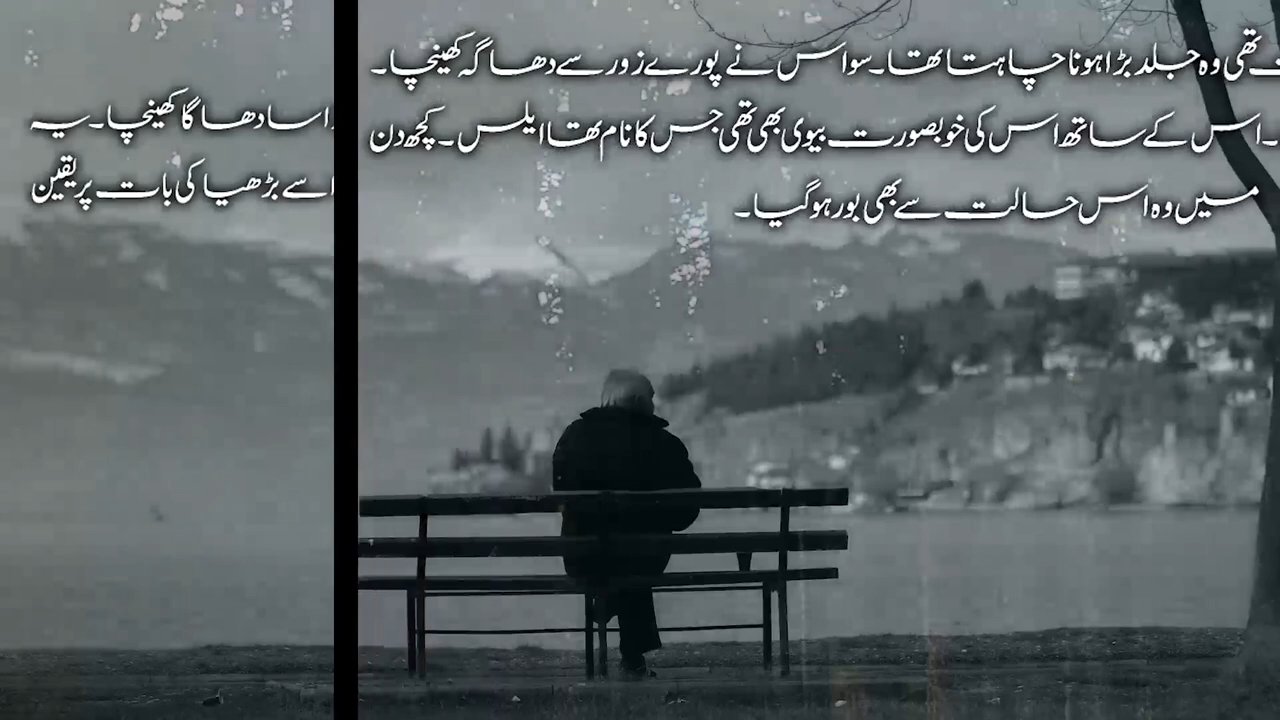 تھی وہ جلد بڑا ہونا چاہتا تھا۔ سو اس نے پورے زور سے دھاگہ کھینچا۔
۔ اس کے ساتھ اس کی خوبصورت بیوی بھی تھی جس کا نام تھا ایلس۔ کچھ دن
میں وہ اس حالت سے بھی بور ہو گیا۔
سا دھاگا کھینچا۔ یہ
اسے بڑھیا کی بات پر یقین